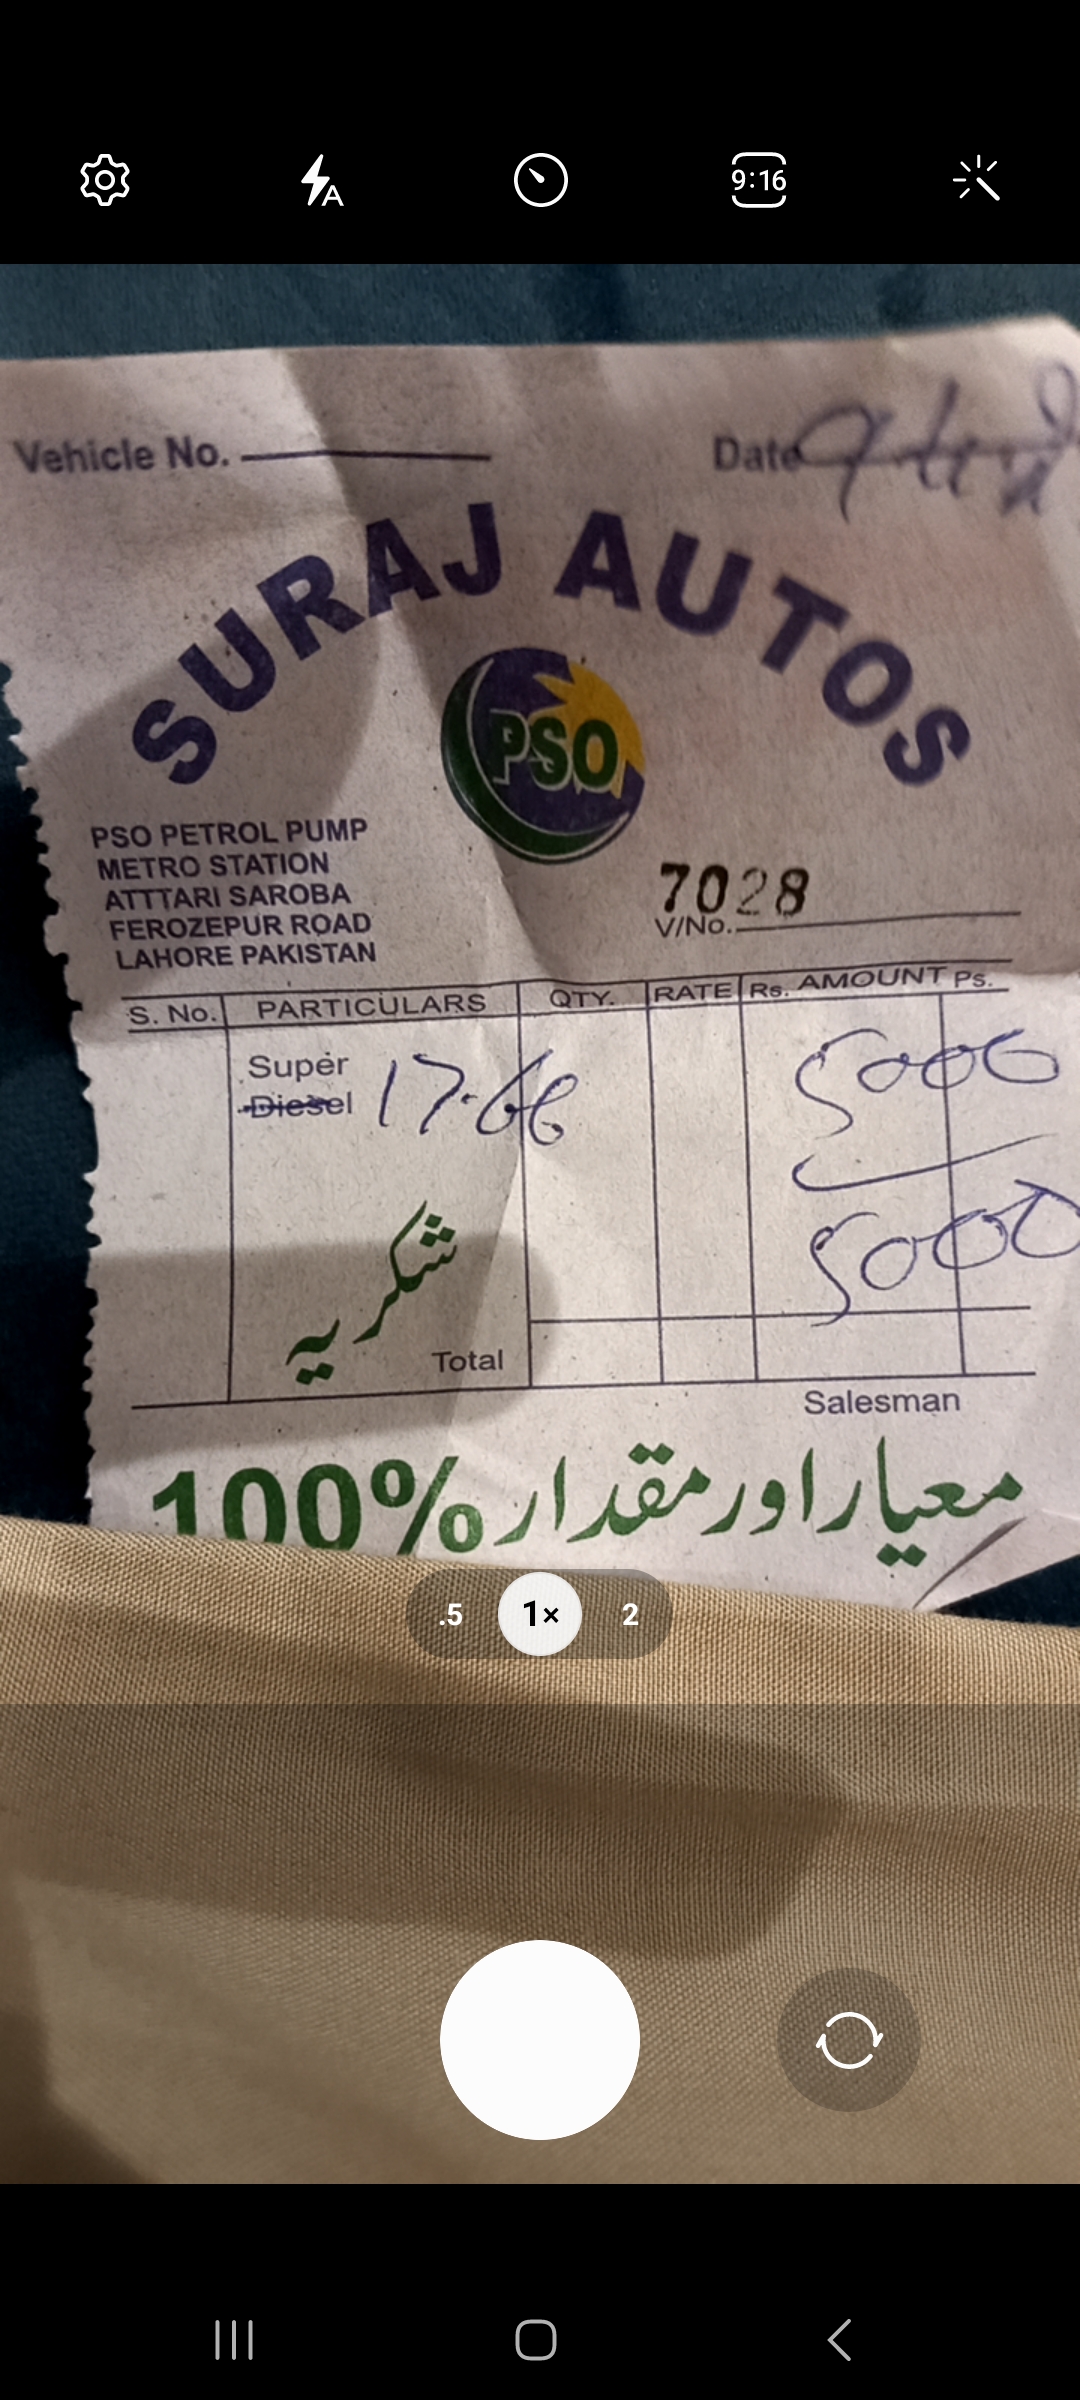 9:16
Vehicle No.
Date
SURAJ AUTOS
PSO
PSO PETROL PUMP
METRO STATION
ATTTARI SAROBA
FEROZEPUR ROAD
LAHORE PAKISTAN
7028
V/No.
S. No. PARTICULARS QTY. RATE Rs. AMOUNT Ps.
Super 17.66 5000
Diesel
5000
شکریہ
Total
Salesman
معیار اور مقدار 100%
.5 1× 2